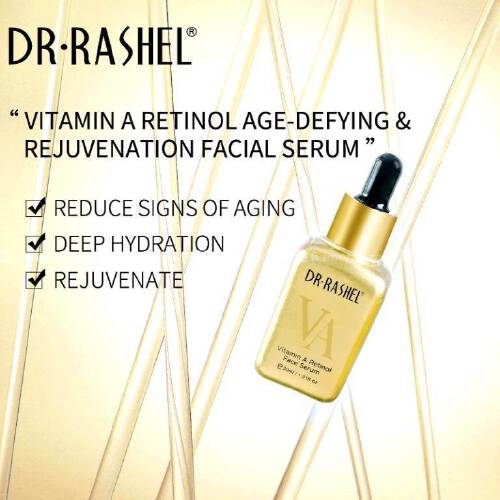 DR·RASHEL®
“ VITAMIN A RETINOL AGE-DEFYING &
REJUVENATION FACIAL SERUM ”
REDUCE SIGNS OF AGING
DEEP HYDRATION
REJUVENATE
DR·RASHEL®
VA
Vitamin A Retinol
Face Serum